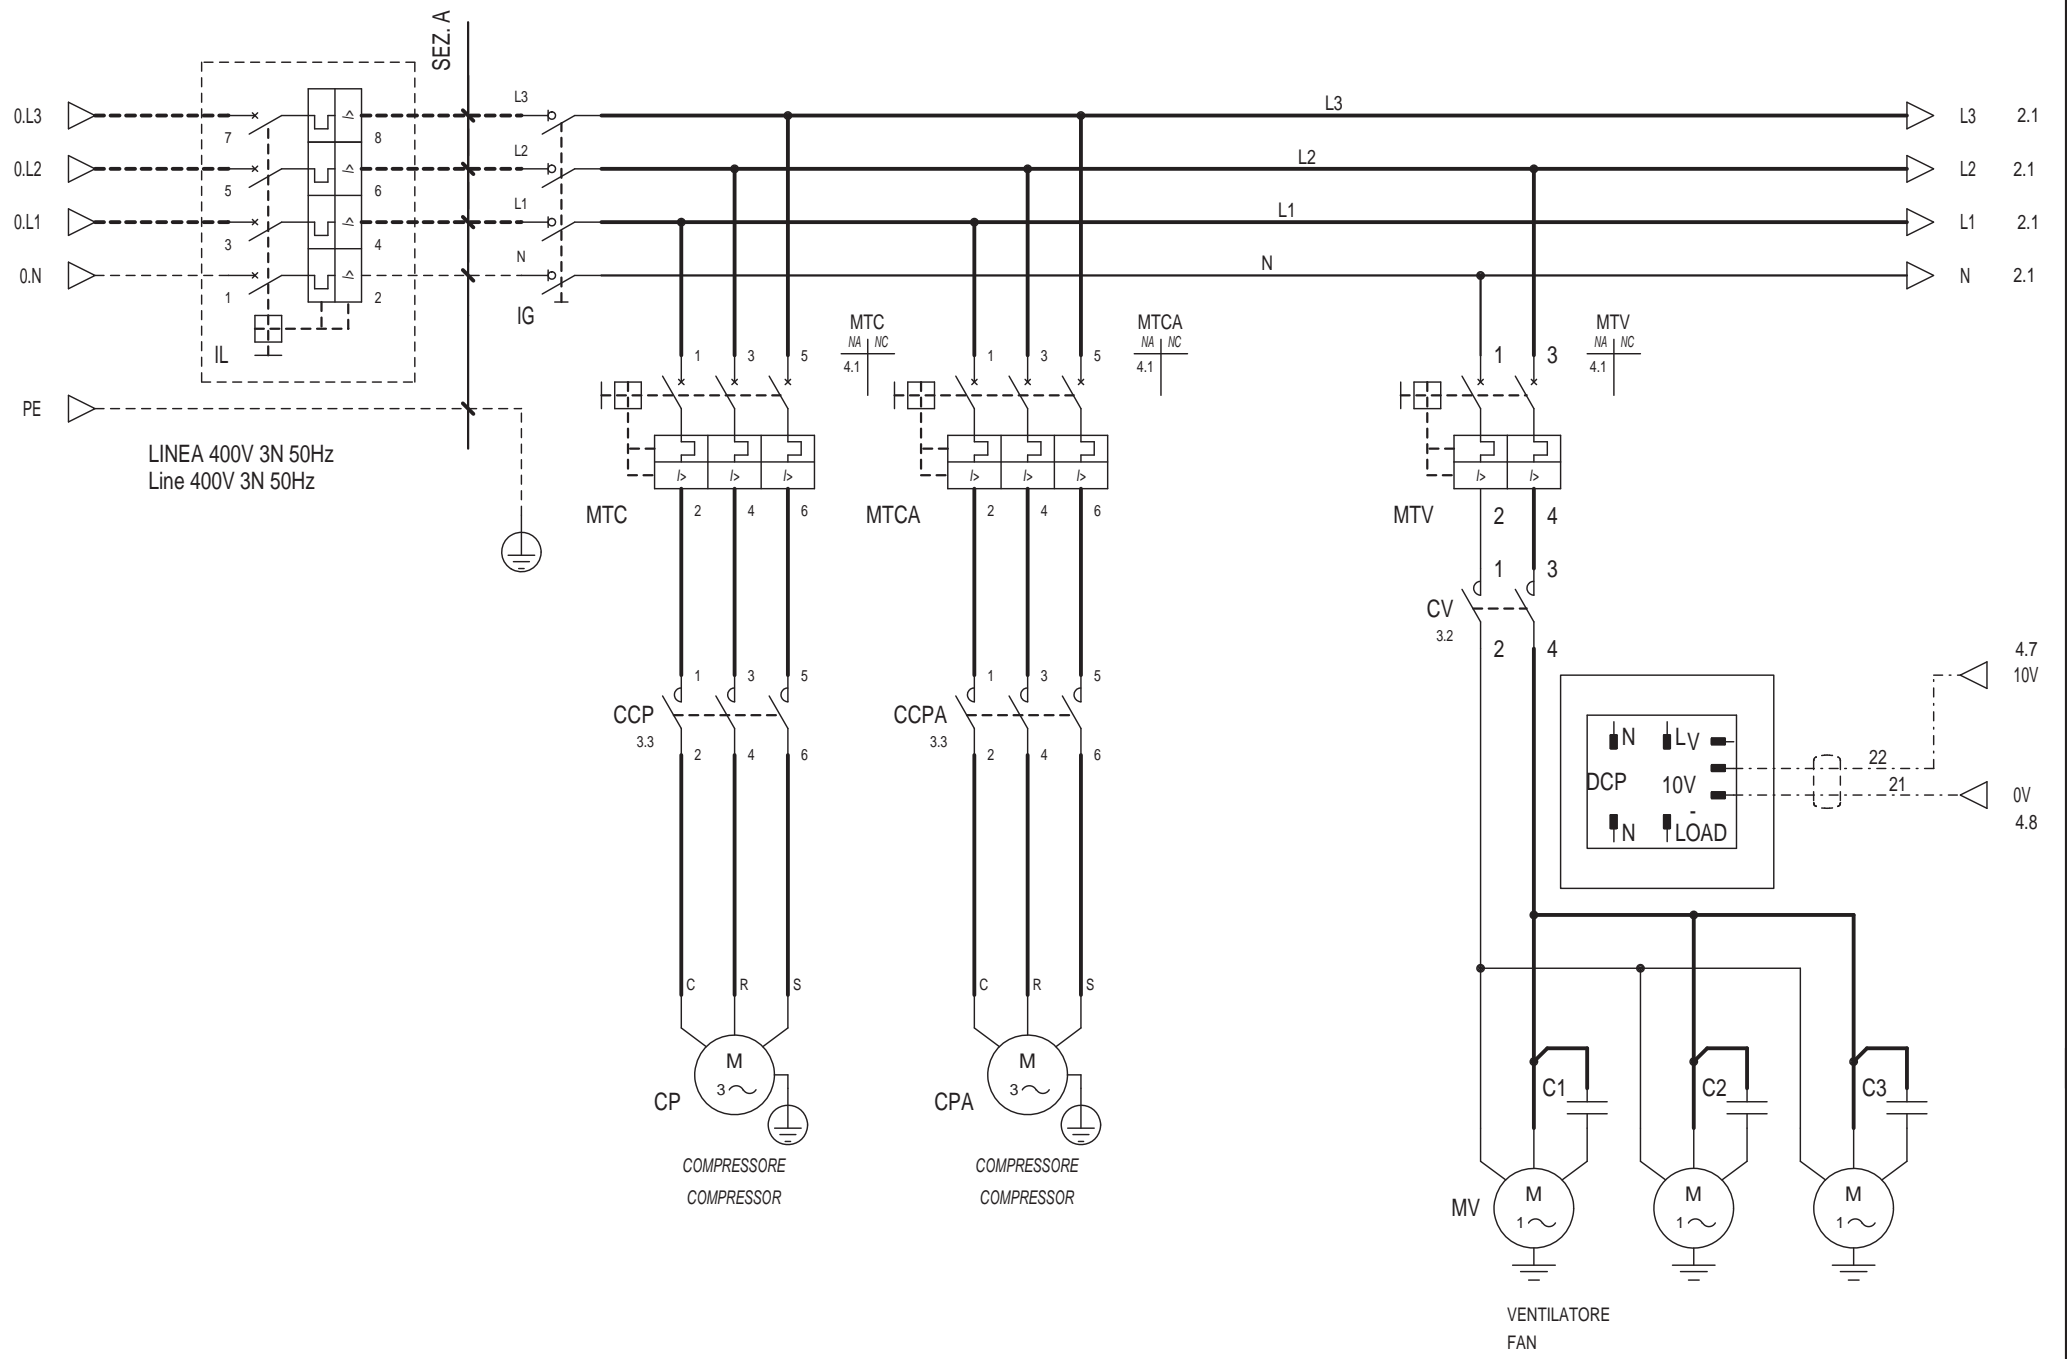 SEZ. A
0.L3
7
8
L3
L3
L3
2.1
0.L2
5
6
L2
L2
L2
2.1
0.L1
3
4
L1
L1
L1
2.1
0.N
1
2
N
N
N
2.1
IL
IG
PE
LINEA 400V 3N 50Hz
Line 400V 3N 50Hz
MTC
NA NC
4.1
MTCA
NA NC
4.1
MTV
NA NC
4.1
1 3 5
1 3 5
1 3
I> I> I>
I> I> I>
I> I>
MTC
2 4 6
MTCA
2 4 6
MTV
2 4
1 3
CV
3.2
2 4
1 3 5
CCP
3.3
2 4 6
1 3 5
CCPA
3.3
2 4 6
4.7
10V
N
L
V
DCP
10V
-
N
LOAD
22
21
0V
4.8
C R S
M
3
CP
COMPRESSORE
COMPRESSOR
C R S
M
3
CPA
COMPRESSORE
COMPRESSOR
C1
C2
C3
MV
M
1
M
1
M
1
VENTILATORE
FAN